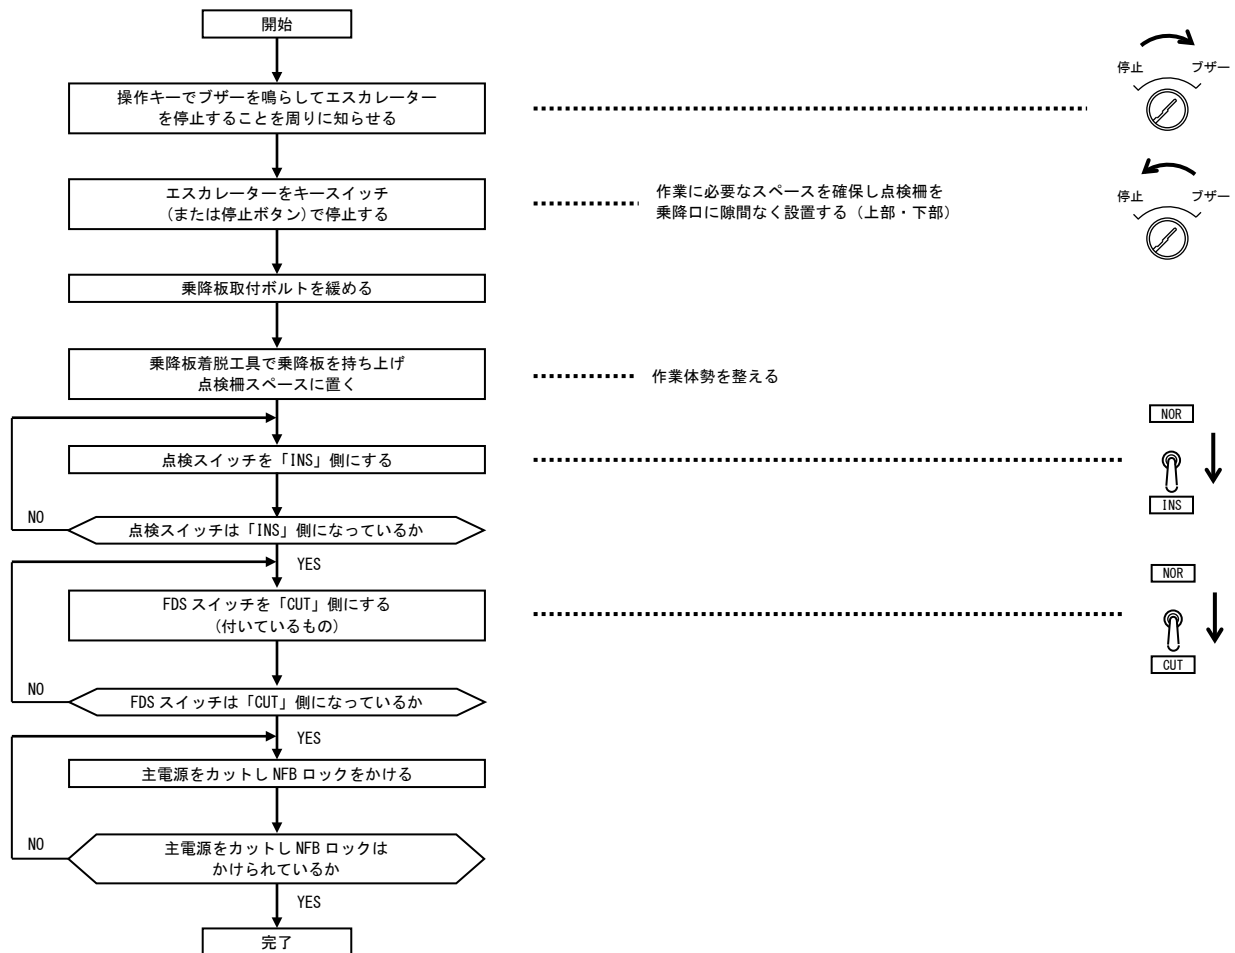 開始
操作キーでブザーを鳴らしてエスカレーター
を停止することを周りに知らせる
停止 ブザー
エスカレーターをキースイッチ
(または停止ボタン)で停止する
作業に必要なスペースを確保し点検柵を
乗降口に隙間なく設置する（上部・下部）
停止 ブザー
乗降板取付ボルトを緩める
乗降板着脱工具で乗降板を持ち上げ
点検柵スペースに置く
作業体勢を整える
点検スイッチを「INS」側にする
NOR
INS
点検スイッチは「INS」側になっているか
NO
YES
FDS スイッチを「CUT」側にする
(付いているもの)
NOR
CUT
FDS スイッチは「CUT」側になっているか
NO
YES
主電源をカットし NFB ロックをかける
主電源をカットし NFB ロックは
かけられているか
NO
YES
完了